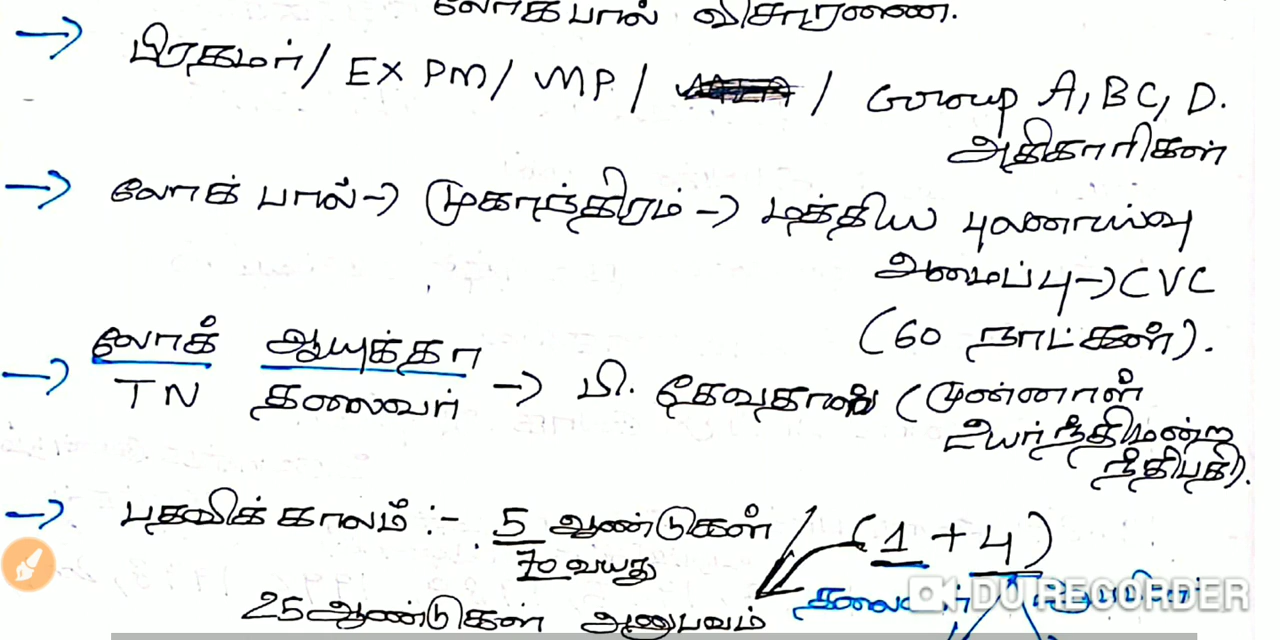 லோக்பால் விசாரணை.
→ பிரதமர் / EX PM / MP / / குரூப் A, B C, D.
அதிகாரிகள்
→ லோக் பால் → முகாந்திரம் → மத்திய புலனாய்வு
அமைப்பு → CVC
(60 நாட்கள்).
லோக் ஆயுக்தா
→ TN தலைவர் → பி. தேவதாஸ் (முன்னாள்
உயர்நீதிமன்ற
நீதிபதி).
→ பதவிக் காலம் :- 5 ஆண்டுகள் / (1 + 4)
70 வயது
25 ஆண்டுகள் அனுபவம்
DU RECORDER